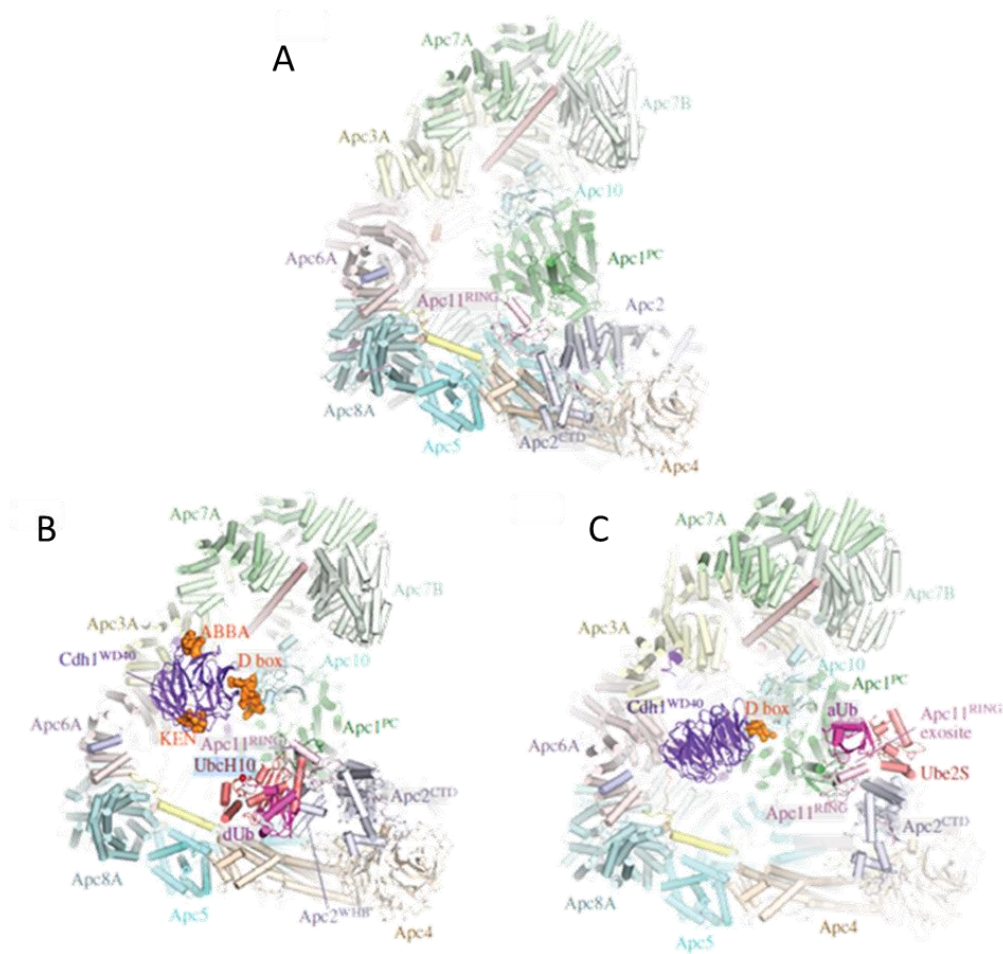 A
Apc7A
Apc7B
Apc3A
Apc10
Apc6A
Apc1PC
Apc11RING
Apc2
Apc8A
Apc5
Apc2CTD
Apc4
B
Apc7A
Apc7B
Apc3A
ABBA
Cdh1WD40
D box
Apc10
Apc6A
KEN
Apc1PC
Apc11RING
UbcH10
Apc2CTD
dUb
Apc8A
Apc2WHB
Apc5
Apc4
C
Apc7A
Apc7B
Apc3A
Apc10
Apc1PC
Cdh1WD40
D box
aUb
Apc11RING
exosite
Apc6A
Ube2S
Apc11RING
Apc2CTD
Apc8A
Apc4
Apc5